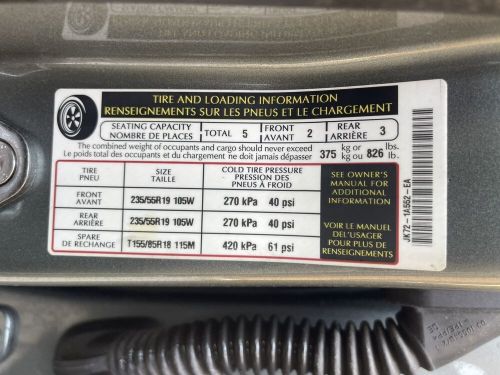 TIRE AND LOADING INFORMATION
RENSEIGNEMENTS SUR LES PNEUS ET LE CHARGEMENT
SEATING CAPACITY
NOMBRE DE PLACES
TOTAL 5
FRONT
AVANT 2
REAR
ARRIÈRE 3
The combined weight of occupants and cargo should never exceed
Le poids total des occupants et du chargement ne doit jamais dépasser
375 kg or kg ou 826 lbs. lb.
TIRE
PNEU
SIZE
TAILLE
COLD TIRE PRESSURE
PRESSION DES
PNEUS À FROID
SEE OWNER'S
MANUAL FOR
ADDITIONAL
INFORMATION
FRONT
AVANT
235/55R19 105W
270 kPa 40 psi
REAR
ARRIÈRE
235/55R19 105W
270 kPa 40 psi
SPARE
DE RECHANGE
T155/85R18 115M
420 kPa 61 psi
VOIR LE MANUEL
DEL'USAGER
POUR PLUS DE
RENSEIGNEMENTS
JK72-1A552-EA